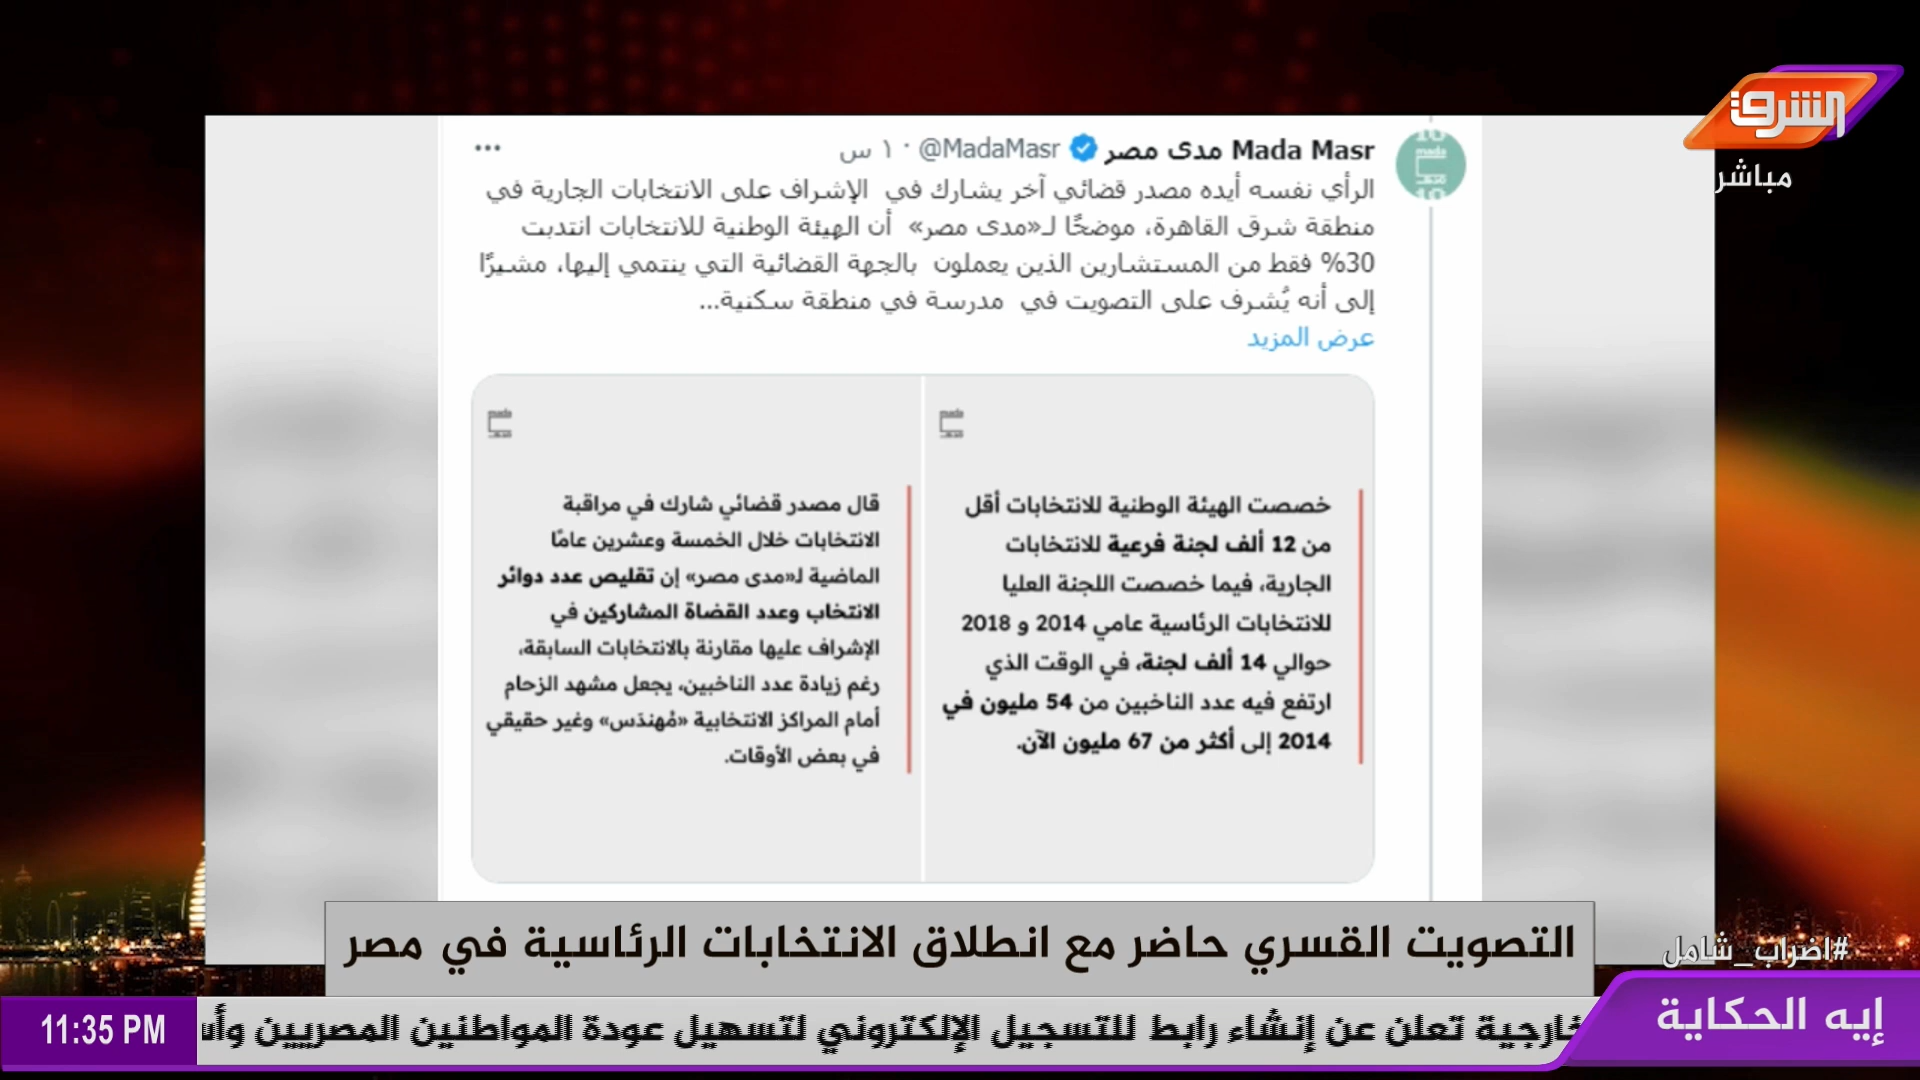 الشرق
مباشر
Mada Masr مدى مصر @MadaMasr · ١ س
الرأي نفسه أيده مصدر قضائي آخر يشارك في الإشراف على الانتخابات الجارية في
منطقة شرق القاهرة، موضحًا لـ«مدى مصر» أن الهيئة الوطنية للانتخابات انتدبت
30% فقط من المستشارين الذين يعملون بالجهة القضائية التي ينتمي إليها، مشيرًا
إلى أنه يُشرف على التصويت في مدرسة في منطقة سكنية...
عرض المزيد
خصصت الهيئة الوطنية للانتخابات أقل
من 12 ألف لجنة فرعية للانتخابات
الجارية، فيما خصصت اللجنة العليا
للانتخابات الرئاسية عامي 2014 و 2018
حوالي 14 ألف لجنة، في الوقت الذي
ارتفع فيه عدد الناخبين من 54 مليون في
2014 إلى أكثر من 67 مليون الآن.
قال مصدر قضائي شارك في مراقبة
الانتخابات خلال الخمسة وعشرين عامًا
الماضية لـ«مدى مصر» إن تقليص عدد دوائر
الانتخاب وعدد القضاة المشاركين في
الإشراف عليها مقارنة بالانتخابات السابقة،
رغم زيادة عدد الناخبين، يجعل مشهد الزحام
أمام المراكز الانتخابية «مُهندَس» وغير حقيقي
في بعض الأوقات.
التصويت القسري حاضر مع انطلاق الانتخابات الرئاسية في مصر
#اضراب_شامل
إيه الحكاية
تعلن عن إنشاء رابط للتسجيل الإلكتروني لتسهيل عودة المواطنين المصريين
11:35 PM